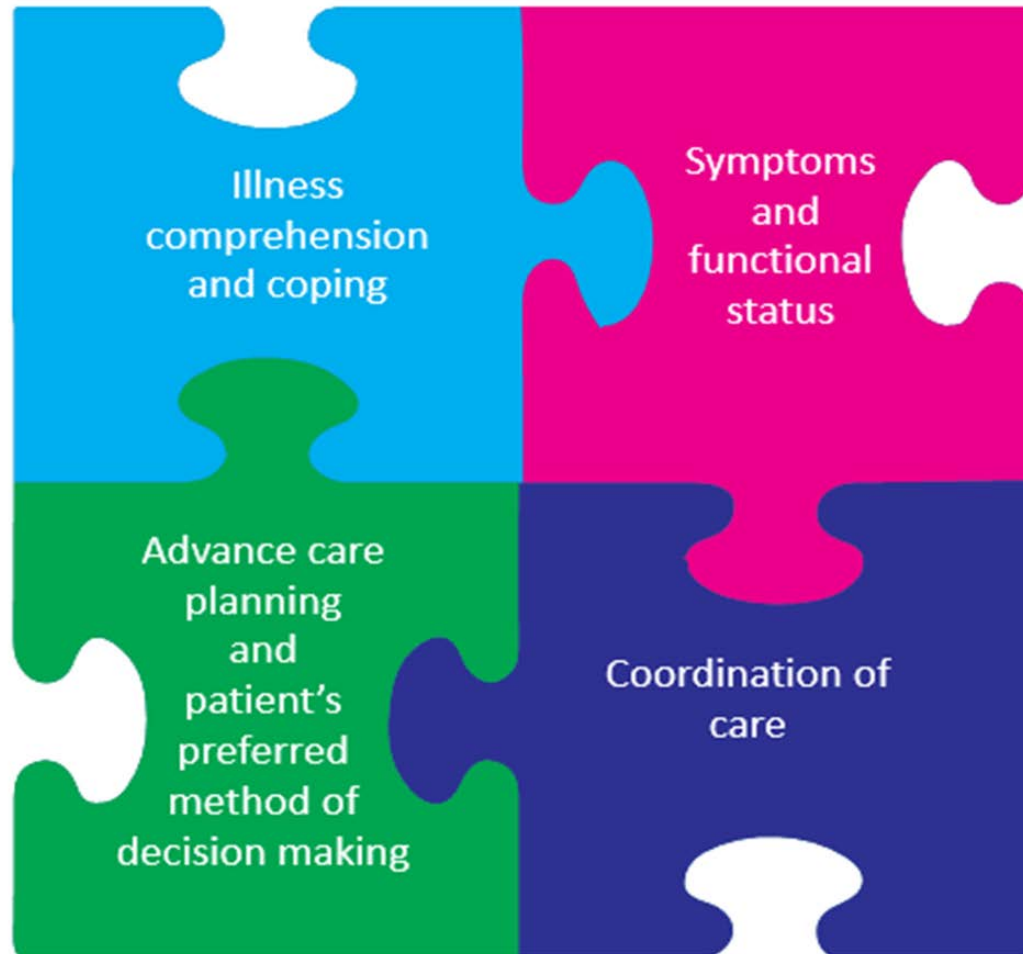 Illness
comprehension
and coping
Symptoms
and
functional
status
Advance care
planning
and
patient’s
preferred
method of
decision making
Coordination of
care